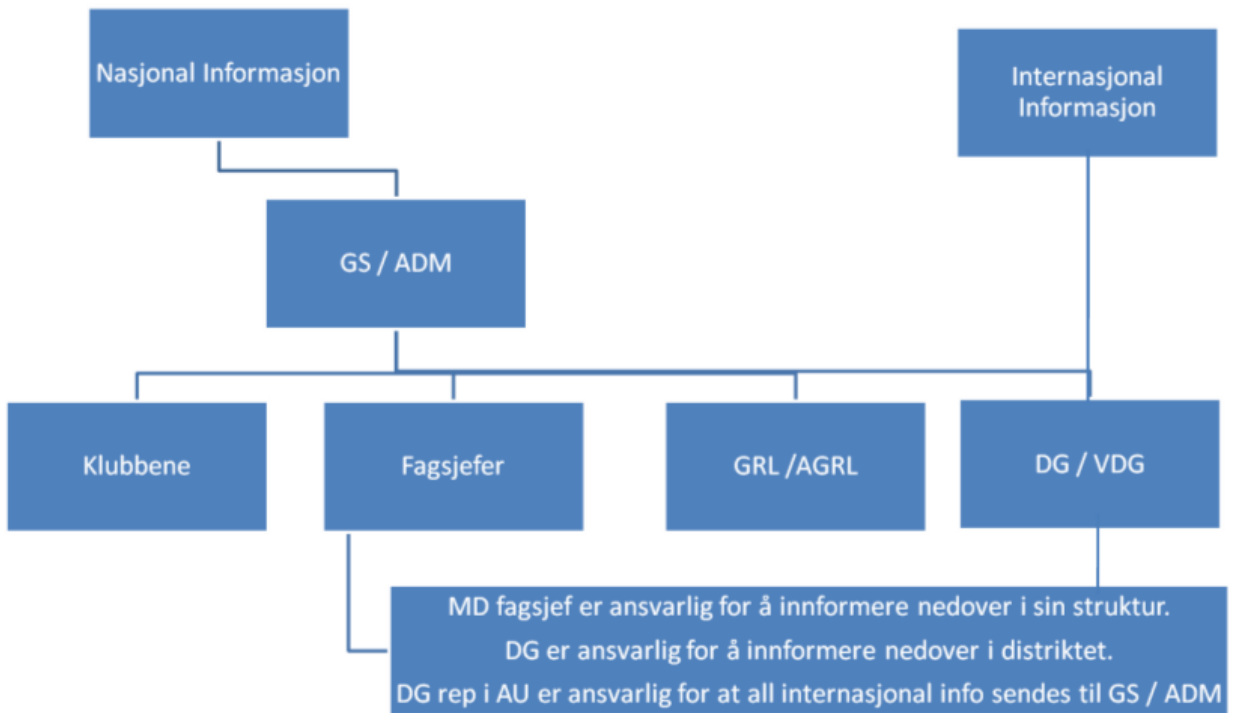 Nasjonal Informasjon
Internasjonal
Informasjon
GS / ADM
Klubbene
Fagsjefer
GRL /AGRL
DG / VDG
MD fagsjef er ansvarlig for å innformere nedover i sin struktur.
DG er ansvarlig for å innformere nedover i distriktet.
DG rep i AU er ansvarlig for at all internasjonal info sendes til GS / ADM